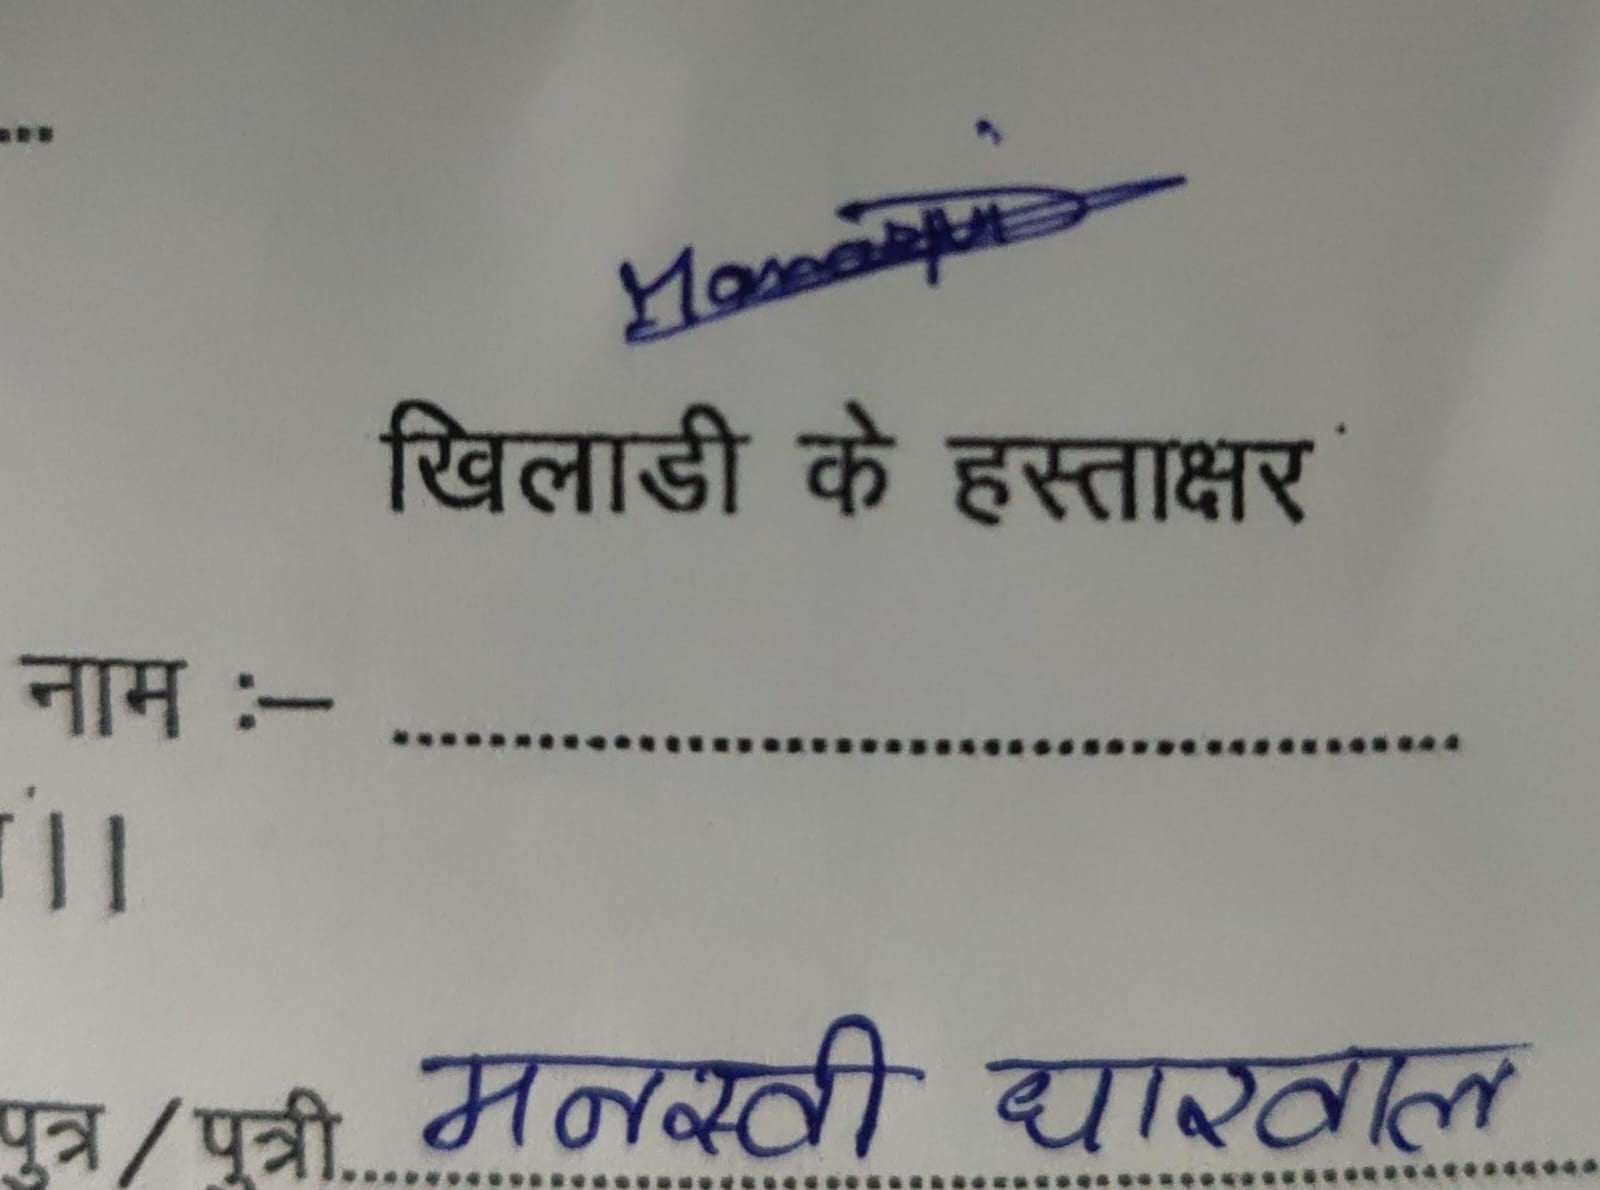 खिलाडी के हस्ताक्षर
नाम :– ..........................................
।।
पुत्र / पुत्री....मनस्वी धारवाल